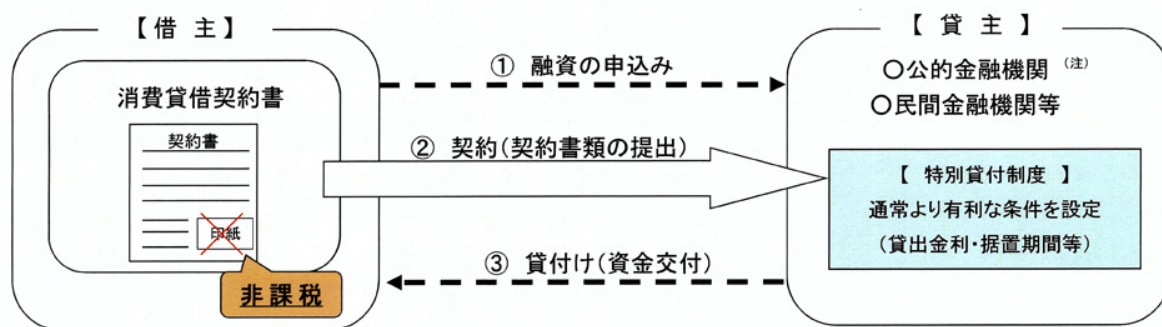 【借 主】
消費貸借契約書
契約書
印紙
非課税
① 融資の申込み
② 契約(契約書類の提出)
③ 貸付け(資金交付)
【 貸 主 】
○公的金融機関 (注)
○民間金融機関等
【 特別貸付制度 】
通常より有利な条件を設定
(貸出金利・据置期間等)